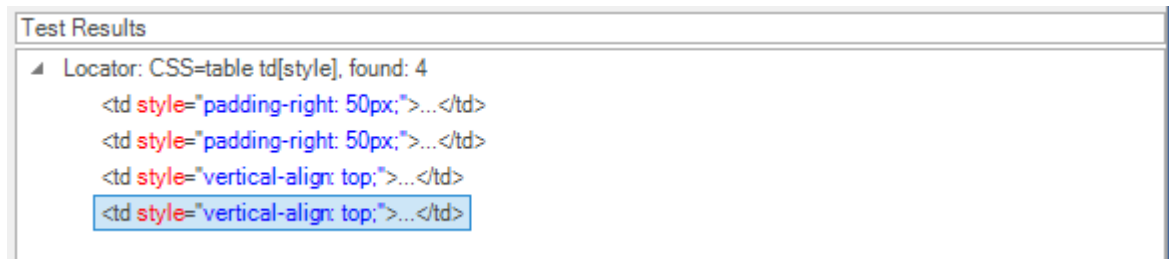 Test Results
Locator: CSS=table td[style], found: 4
<td style="padding-right: 50px;">...</td>
<td style="padding-right: 50px;">...</td>
<td style="vertical-align: top;">...</td>
<td style="vertical-align: top;">...</td>